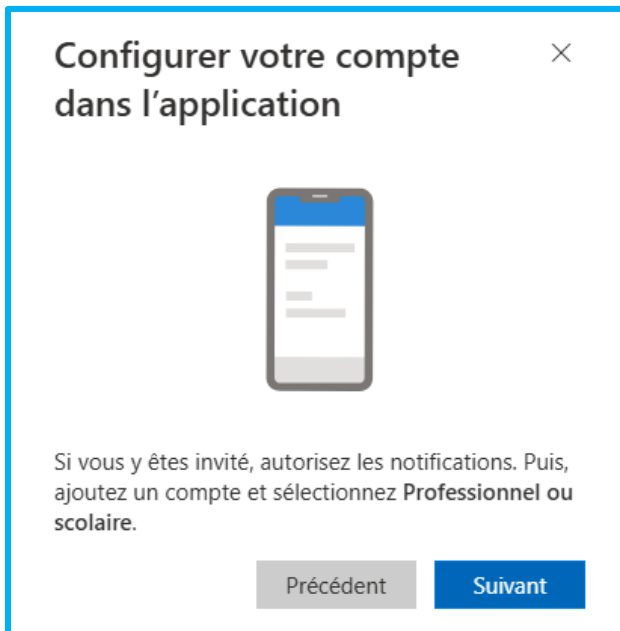 Configurer votre compte
dans l’application
Si vous y êtes invité, autorisez les notifications. Puis,
ajoutez un compte et sélectionnez Professionnel ou
scolaire.
Précédent
Suivant